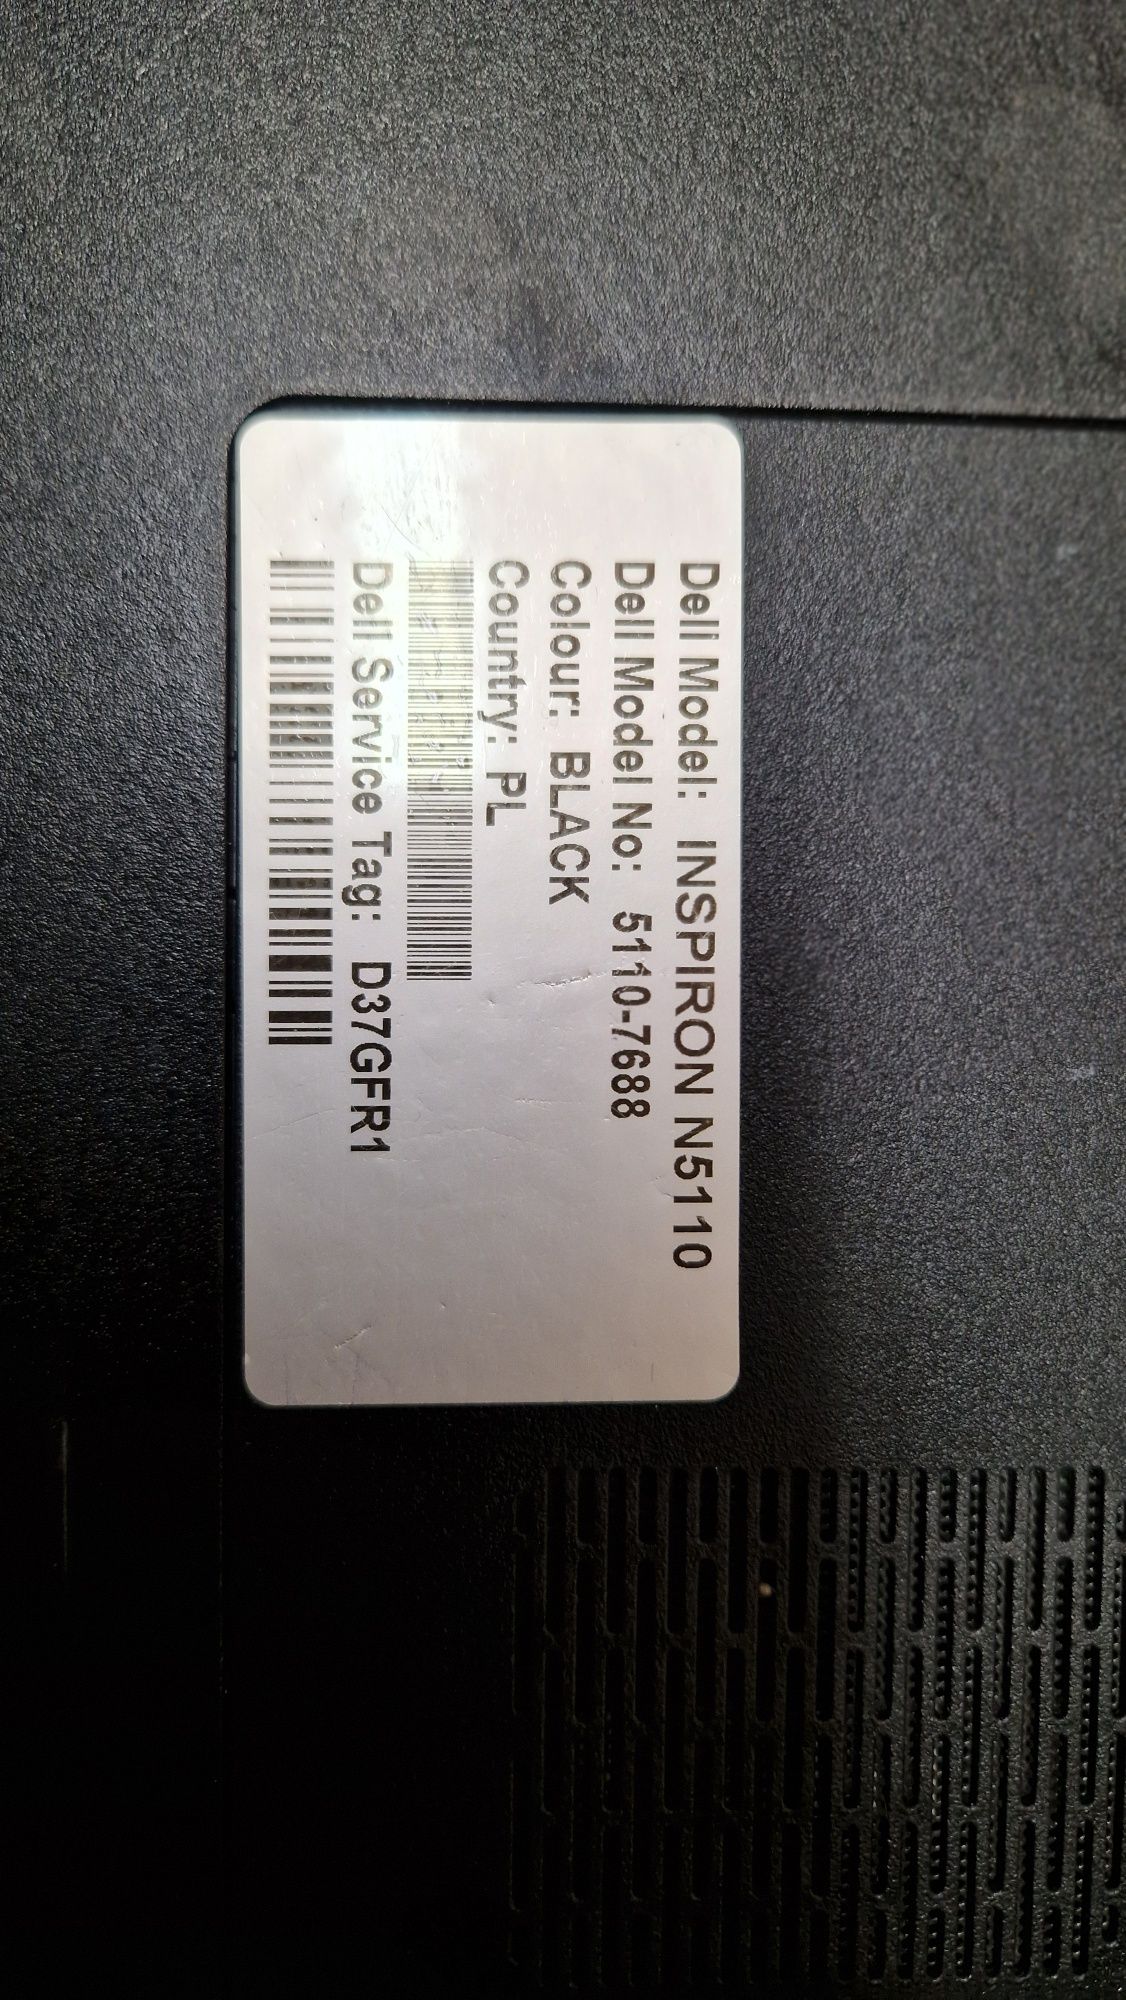 Dell Model: INSPIRON N5110
Dell Model No: 5110-7688
Colour: BLACK
Country: PL
Dell Service Tag: D37GFR1